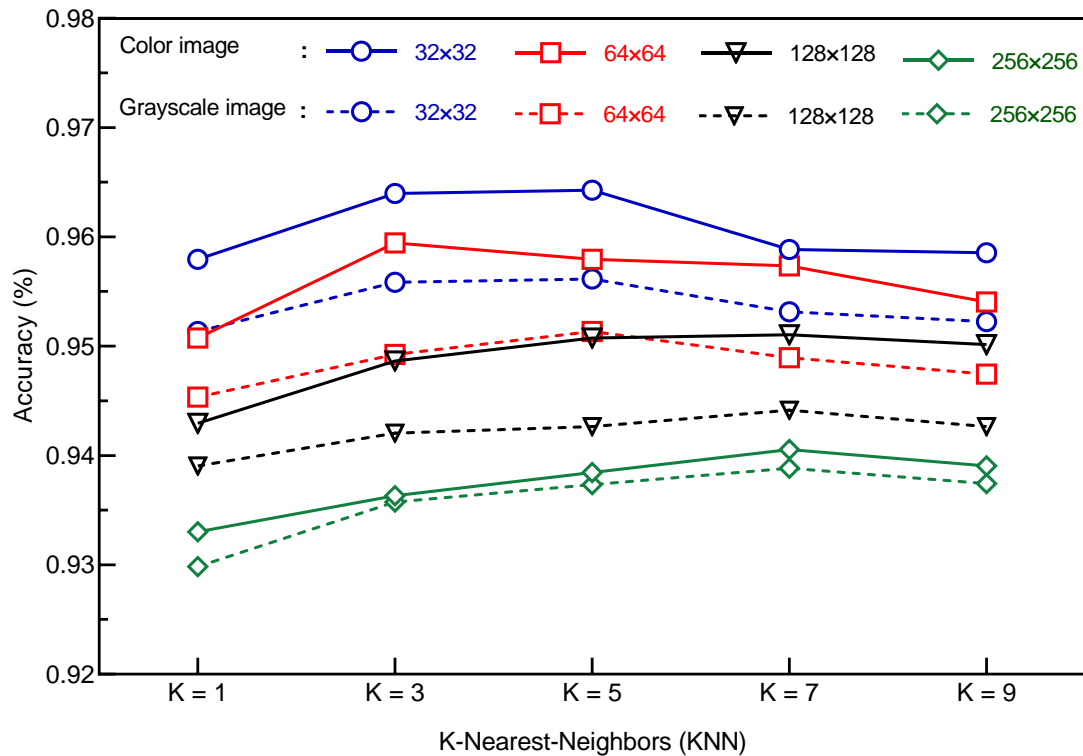 0.98
Color image : 32×32 64×64 128×128 256×256
Grayscale image : 32×32 64×64 128×128 256×256
0.97
0.96
0.95
0.94
0.93
0.92
Accuracy (%)
K = 1 K = 3 K = 5 K = 7 K = 9
K-Nearest-Neighbors (KNN)